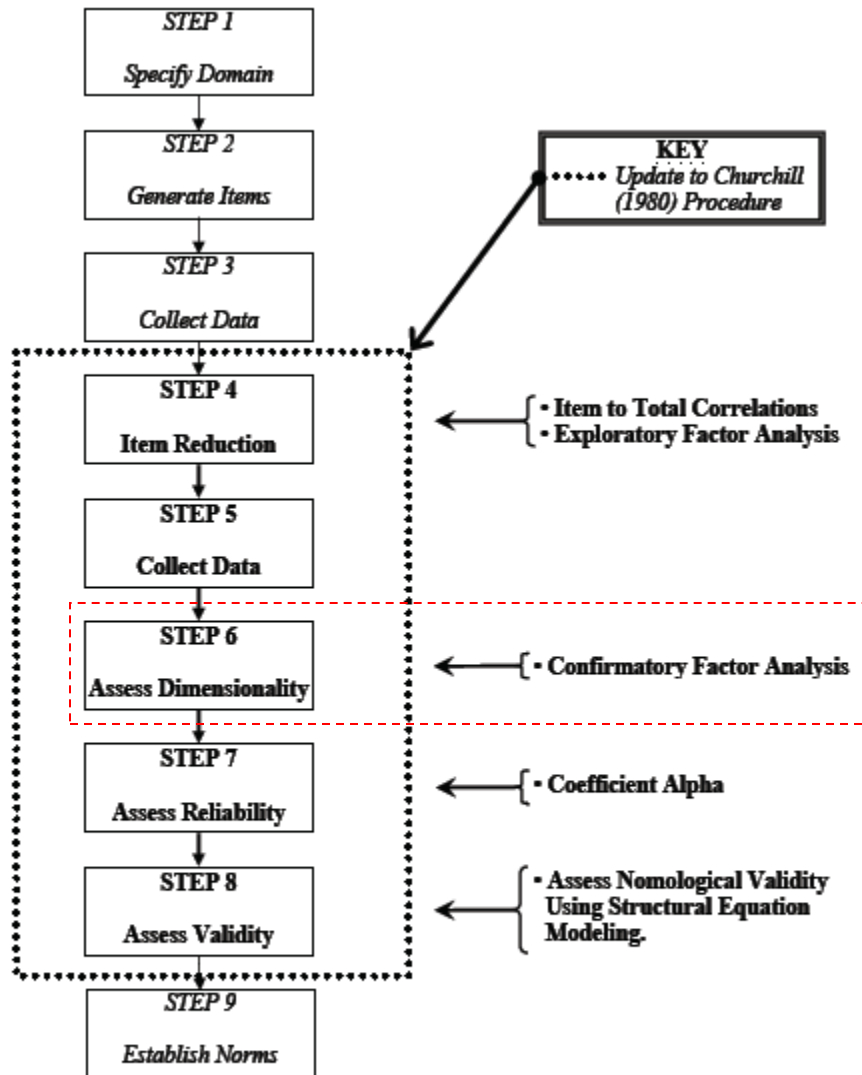 STEP 1
Specify Domain
STEP 2
Generate Items
KEY
Update to Churchill
(1980) Procedure
STEP 3
Collect Data
STEP 4
Item Reduction
▪ Item to Total Correlations
▪ Exploratory Factor Analysis
STEP 5
Collect Data
STEP 6
Assess Dimensionality
▪ Confirmatory Factor Analysis
STEP 7
Assess Reliability
▪ Coefficient Alpha
STEP 8
Assess Validity
▪ Assess Nomological Validity
Using Structural Equation
Modeling.
STEP 9
Establish Norms